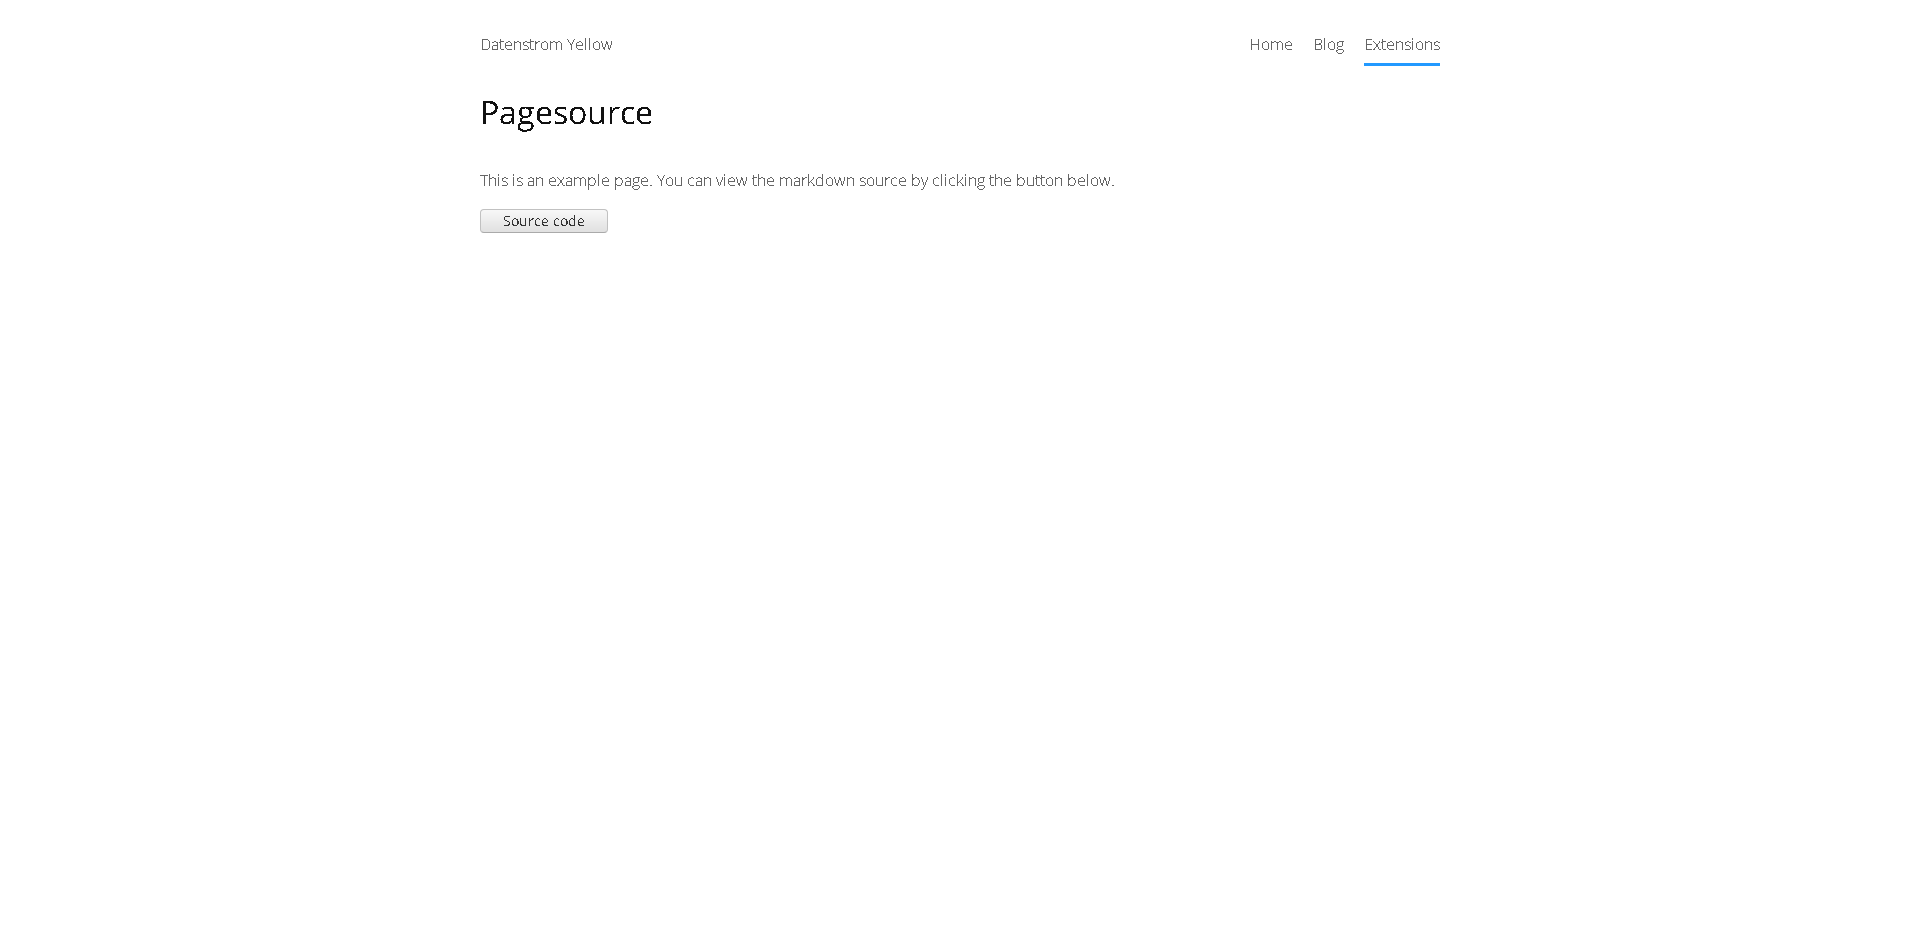 Datenstrom Yellow
Home Blog Extensions
Pagesource
This is an example page. You can view the markdown source by clicking the button below.
Source code